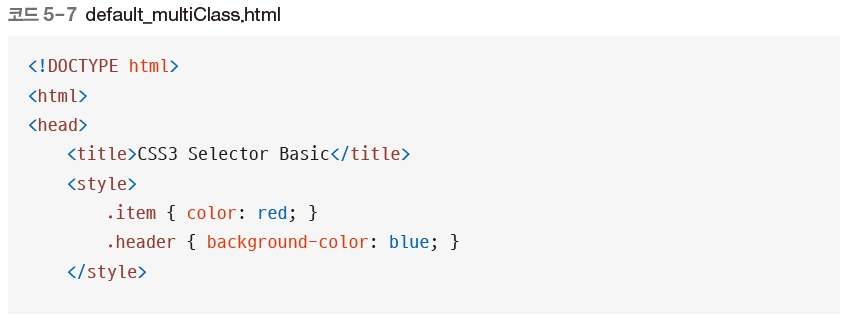 코드 5-7 default_multiClass.html
<!DOCTYPE html>
<html>
<head>
    <title>CSS3 Selector Basic</title>
    <style>
        .item { color: red; }
        .header { background-color: blue; }
    </style>